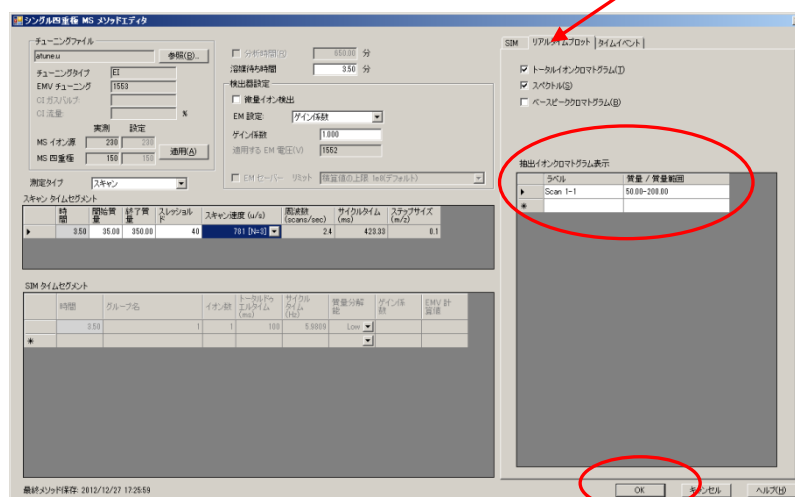 シングル四重極 MS メソッドエディタ
チューニングファイル
atune.u
参照(B)..
チューニングタイプ EI
EMV チューニング 1553
CI ガスバルブ:
CI 流量: %
実測 設定
MS イオン源 230 230
MS 四重極 150 150
適用(A)
測定タイプ スキャン
分析時間(R) 650.00 分
溶媒待ち時間 3.50 分
検出器設定
微量イオン検出
EM 設定: ゲイン係数
ゲイン係数 1.000
適用する EM 電圧(V) 1552
EM セーバー リミット 積算値の上限 1e8(デフォルト)
スキャン タイムセグメント
時間 開始質量 終了質量 スレッショルド スキャン速度 (u/s) 周波数 (scans/sec) サイクルタイム (ms) ステップサイズ (m/z)
3.50 35.00 350.00 40 781 [N=3] 2.4 423.33 0.1
SIM タイムセグメント
時間 グループ名 イオン数 トータルドゥエルタイム (ms) サイクルタイム (Hz) 質量分解能 ゲイン係数 EMV 計算値
3.50 1 1 100 5.9809 Low
最終メソッド保存: 2012/12/27 17:25:59
SIM リアルタイムプロット タイムイベント
トータルイオンクロマトグラム(T)
スペクトル(S)
ベースピーククロマトグラム(B)
抽出イオンクロマトグラム表示
ラベル 質量 / 質量範囲
Scan 1-1 50.00-200.00
OK キャンセル ヘルプ(H)